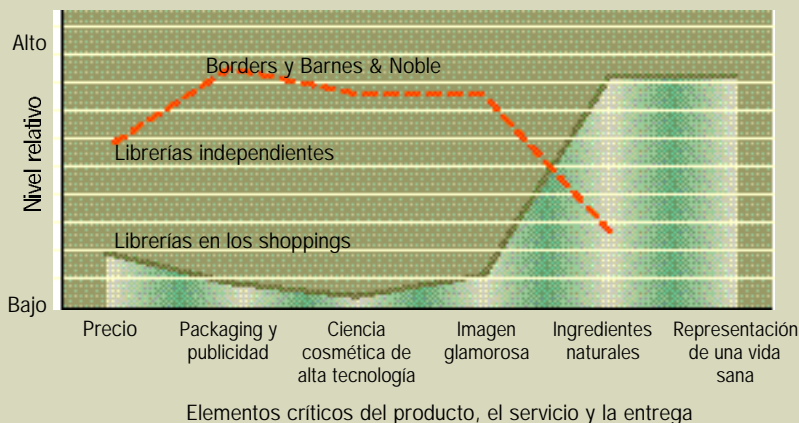 Alto
Borders y Barnes & Noble
Nivel relativo
Librerías independientes
Librerías en los shoppings
Bajo
Precio
Packaging y
publicidad
Ciencia
cosmética de
alta tecnología
Imagen
glamorosa
Ingredientes
naturales
Representación
de una vida
sana
Elementos críticos del producto, el servicio y la entrega